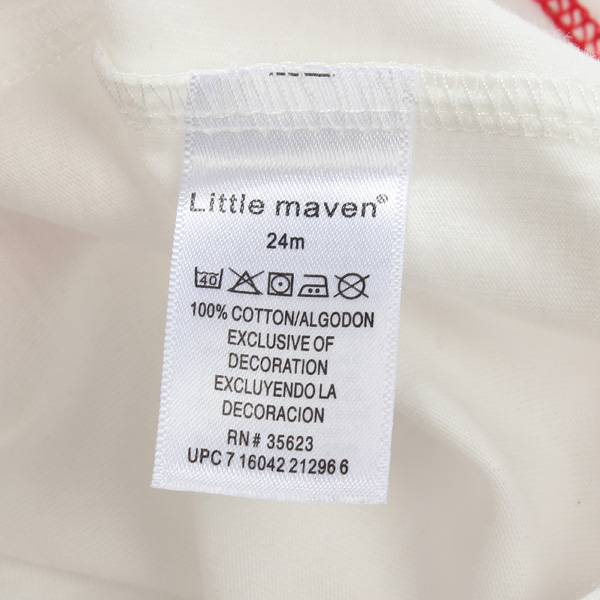 Little maven®
24m
40
100% COTTON/ALGODON
EXCLUSIVE OF
DECORATION
EXCLUYENDO LA
DECORACION
RN# 35623
UPC 7 16042 21296 6